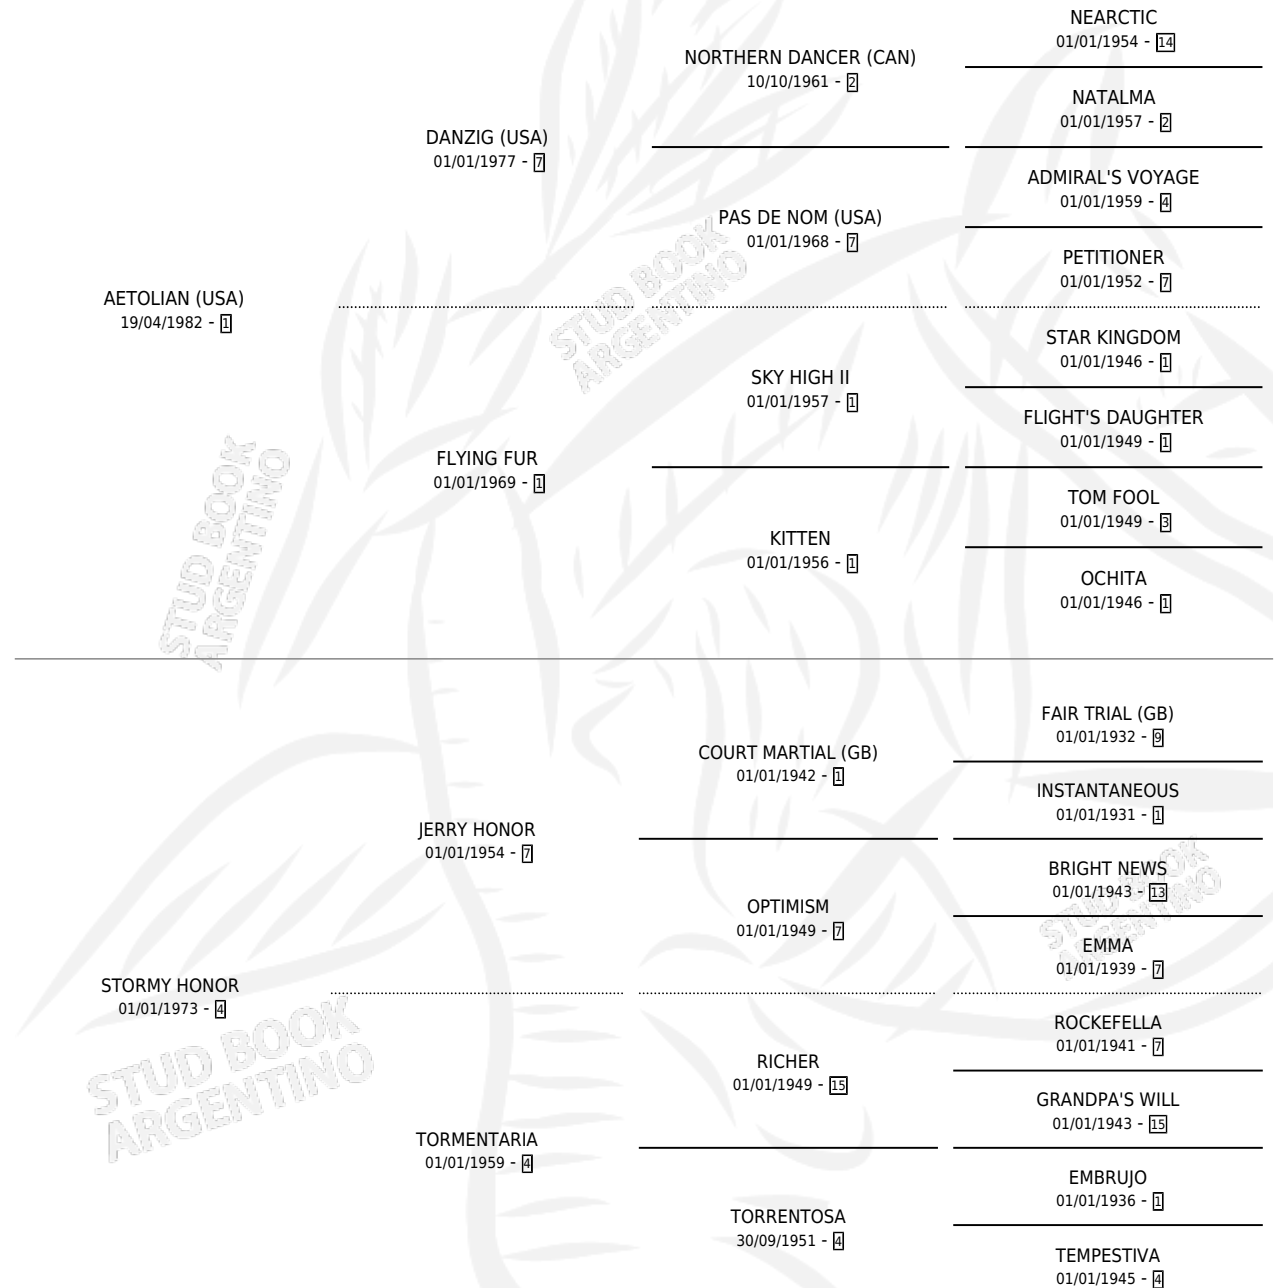 NEARCTIC
01/01/1954 - 14
NORTHERN DANCER (CAN)
10/10/1961 - 2
NATALMA
01/01/1957 - 2
DANZIG (USA)
01/01/1977 - 7
ADMIRAL'S VOYAGE
01/01/1959 - 4
PAS DE NOM (USA)
01/01/1968 - 7
PETITIONER
01/01/1952 - 7
AETOLIAN (USA)
19/04/1982 - 1
STUD BOOK
ARGENTINO
STAR KINGDOM
01/01/1946 - 1
SKY HIGH II
01/01/1957 - 1
FLIGHT'S DAUGHTER
01/01/1949 - 1
FLYING FUR
01/01/1969 - 1
TOM FOOL
01/01/1949 - 3
KITTEN
01/01/1956 - 1
OCHITA
01/01/1946 - 1
STUD BOOK
ARGENTINO
FAIR TRIAL (GB)
01/01/1932 - 9
COURT MARTIAL (GB)
01/01/1942 - 1
INSTANTANEOUS
01/01/1931 - 1
JERRY HONOR
01/01/1954 - 7
BRIGHT NEWS
01/01/1943 - 13
OPTIMISM
01/01/1949 - 7
EMMA
01/01/1939 - 7
STUD BOOK
ARGENTINO
STORMY HONOR
01/01/1973 - 4
ROCKEFELLA
01/01/1941 - 7
RICHER
01/01/1949 - 15
GRANDPA'S WILL
01/01/1943 - 15
STUD BOOK
ARGENTINO
TORMENTARIA
01/01/1959 - 4
EMBRUJO
01/01/1936 - 1
TORRENTOSA
30/09/1951 - 4
TEMPESTIVA
01/01/1945 - 4